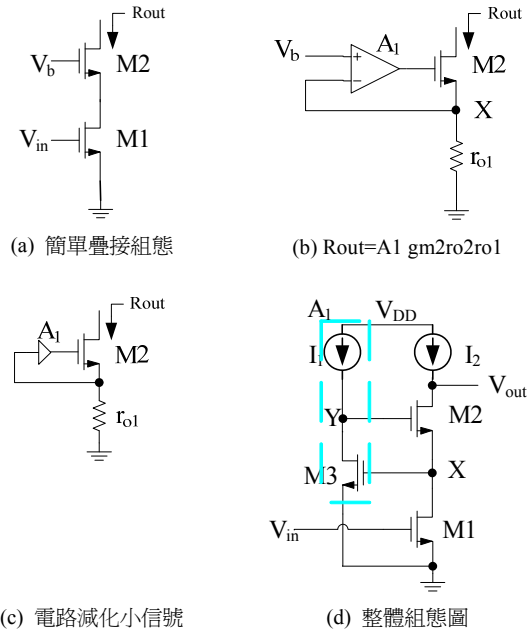 Rout
V_b
M2
V_in
M1
(a) 簡單疊接組態
Rout
V_b
+
−
A_1
M2
X
r_o1
(b) Rout=A1 gm2ro2ro1
Rout
A_1
M2
r_o1
(c) 電路減化小信號
A_1
V_DD
I_1
I_2
V_out
Y
M2
M3
X
V_in
M1
(d) 整體組態圖